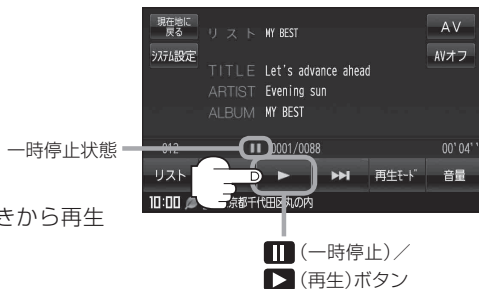 現在地に
戻る
リスト MY BEST
AV
システム設定
AVオフ
TITLE Let's advance ahead
ARTIST Evening sun
ALBUM MY BEST
一時停止状態
012 0001/0088 00'04''
リスト
再生モード
音量
きから再生
10:00 京都千代田区丸の内
(一時停止)/
(再生)ボタン